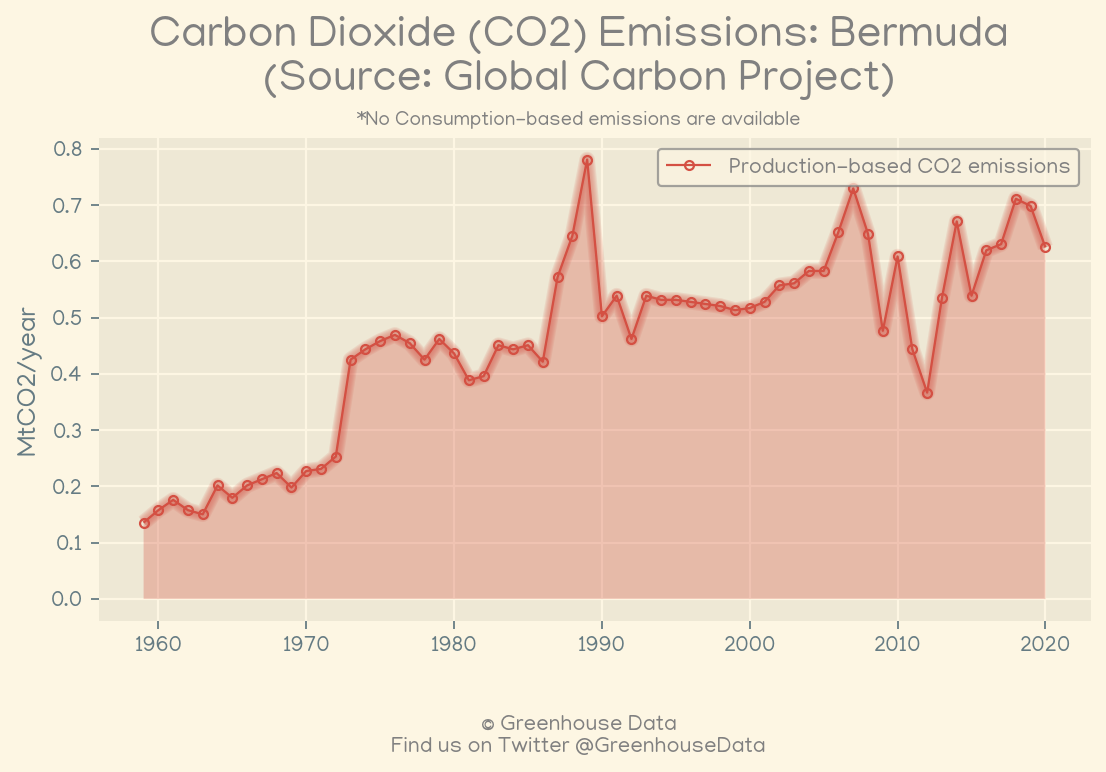 Carbon Dioxide (CO2) Emissions: Bermuda
(Source: Global Carbon Project)
*No Consumption-based emissions are available
Production-based CO2 emissions
MtCO2/year
0.8
0.7
0.6
0.5
0.4
0.3
0.2
0.1
0.0
1960 1970 1980 1990 2000 2010 2020
© Greenhouse Data
Find us on Twitter @GreenhouseData